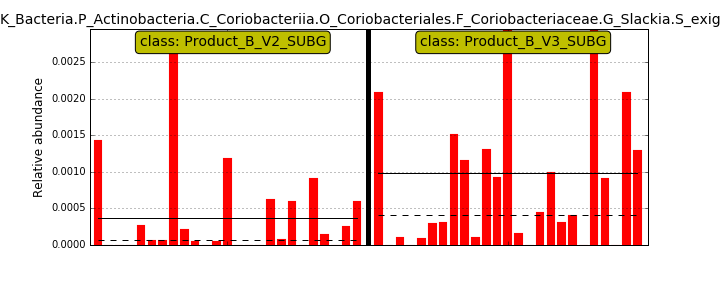 K_Bacteria.P_Actinobacteria.C_Coriobacteriia.O_Coriobacteriales.F_Coriobacteriaceae.G_Slackia.S_exig
class: Product_B_V2_SUBG
class: Product_B_V3_SUBG
Relative abundance
0.0025
0.0020
0.0015
0.0010
0.0005
0.0000